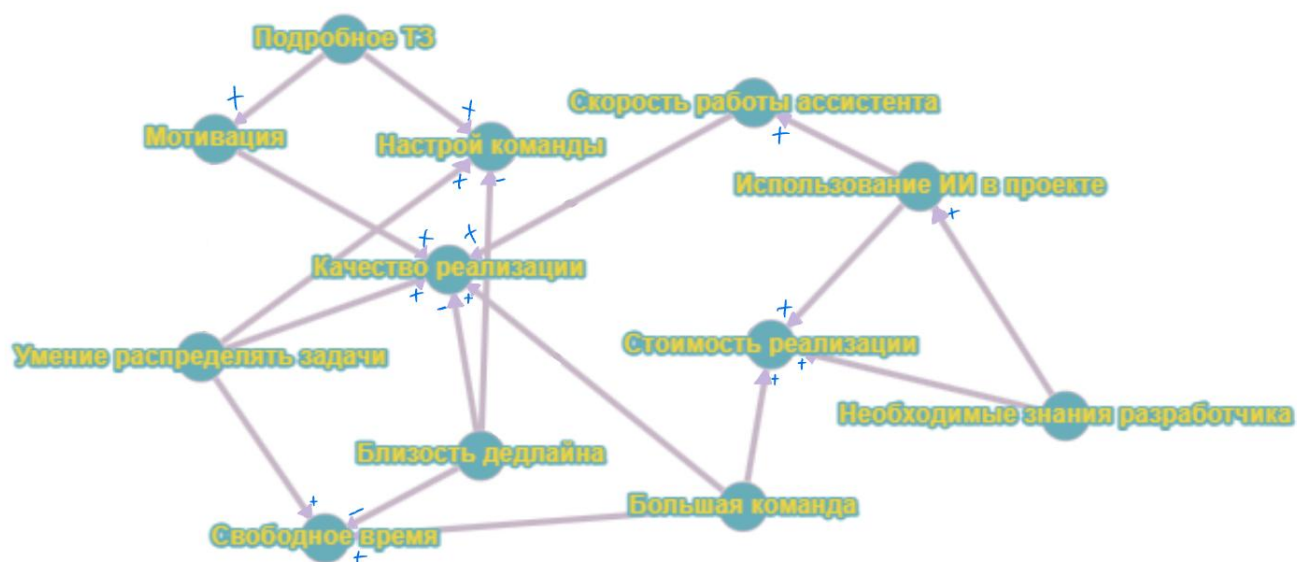 Подробное ТЗ
Скорость работы ассистента
+
+
Мотивация
Настрой команды
+
Использование ИИ в проекте
+
-
+
+
+
Качество реализации
+
-
+
+
Стоимость реализации
Умение распределять задачи
+
+
Необходимые знания разработчика
Близость дедлайна
+
-
Большая команда
Свободное время
+